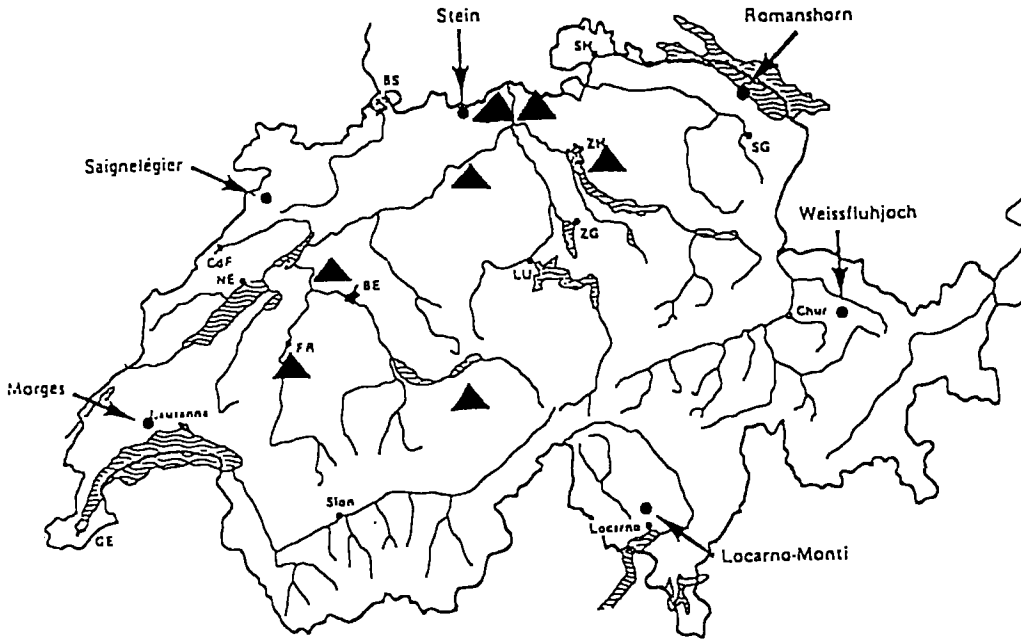 Stein
Romanshorn
SH
BS
ZH
SG
Saignelégier
Weissfluhjoch
ZG
CdF
NE
BE
LU
Chur
FR
Morges
Lausanne
Sion
Locarno
GE
Locarno-Monti